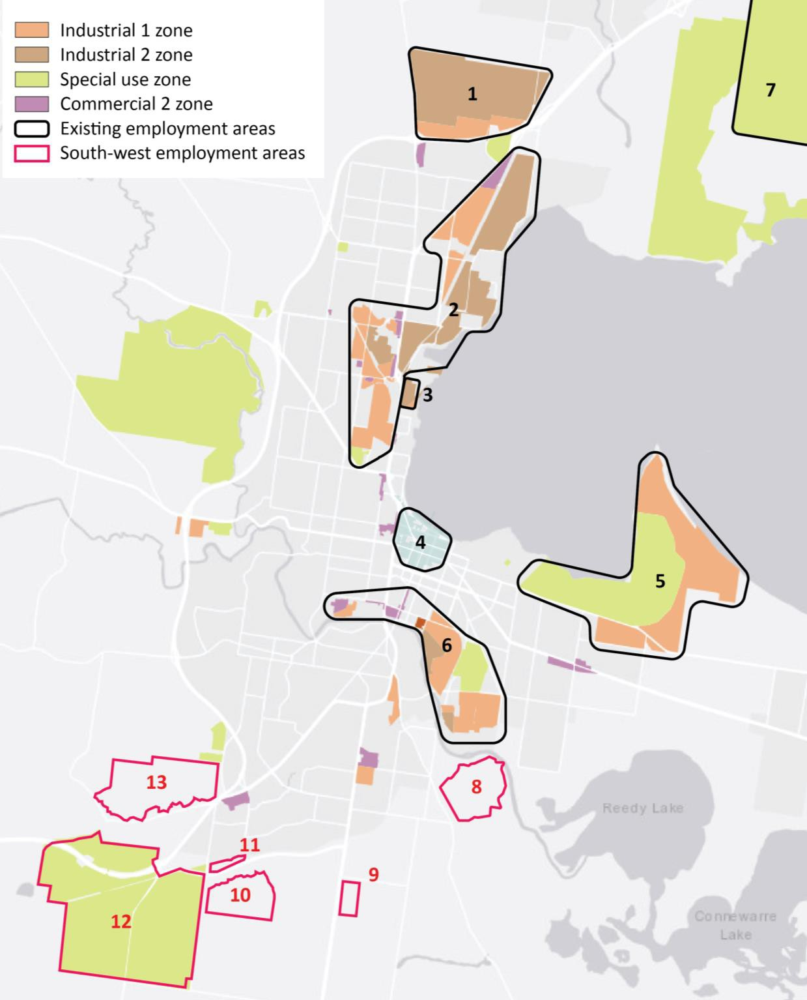 Industrial 1 zone
Industrial 2 zone
Special use zone
Commercial 2 zone
Existing employment areas
South-west employment areas
1
7
2
3
4
5
6
13
8
Reedy Lake
11
9
10
12
Connewarre
Lake